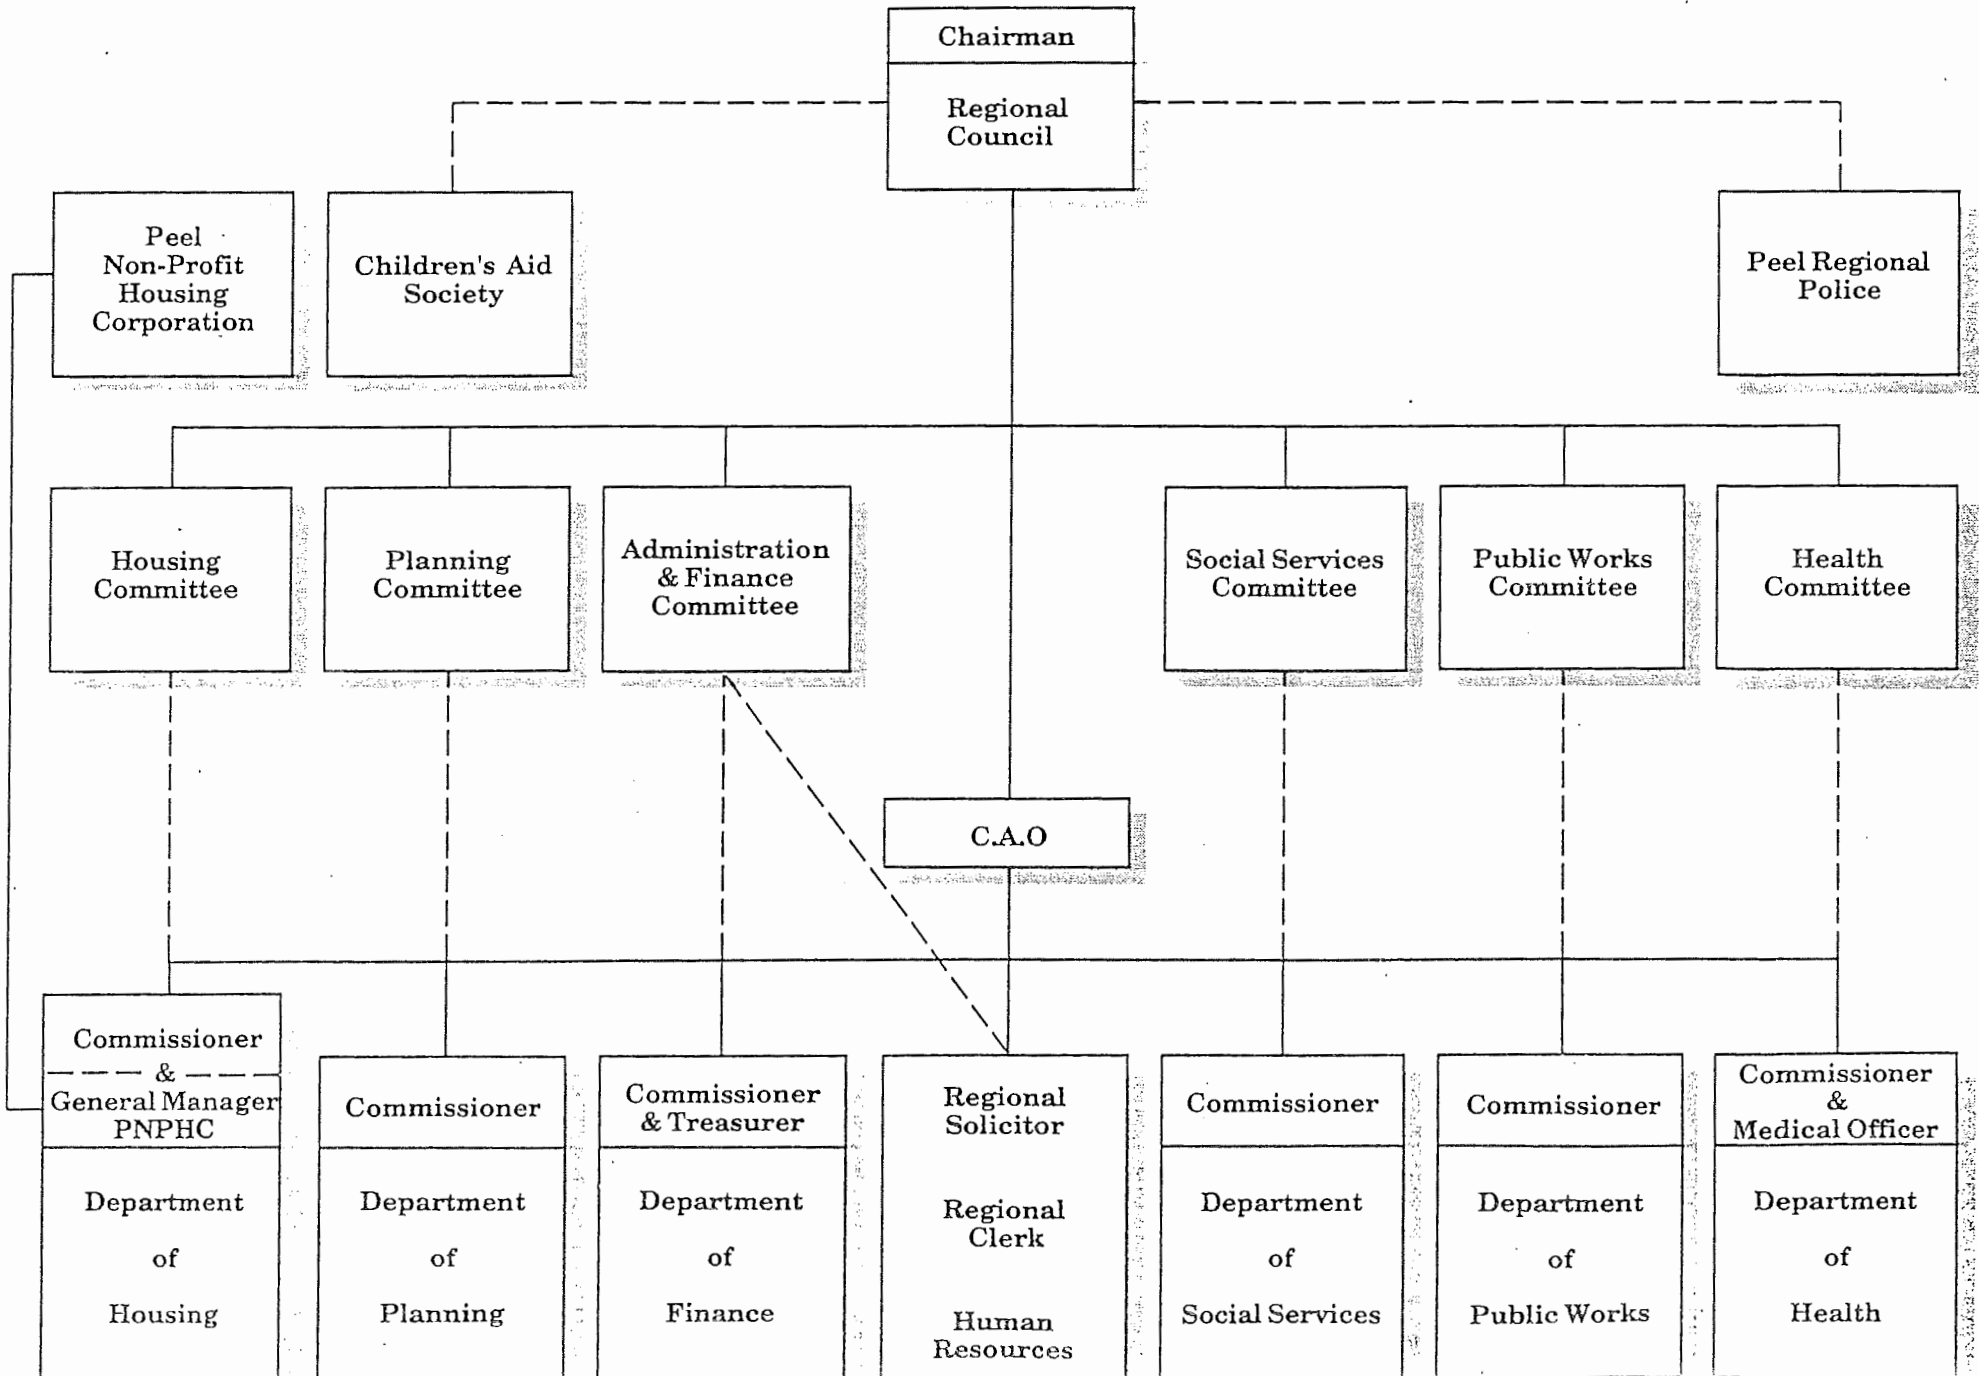 Chairman
Regional
Council
Peel
Non-Profit
Housing
Corporation
Children's Aid
Society
Peel Regional
Police
Housing
Committee
Planning
Committee
Administration
& Finance
Committee
Social Services
Committee
Public Works
Committee
Health
Committee
C.A.O
Commissioner
&
General Manager
PNPHC
Department
of
Housing
Commissioner
Department
of
Planning
Commissioner
& Treasurer
Department
of
Finance
Regional
Solicitor
Regional
Clerk
Human
Resources
Commissioner
Department
of
Social Services
Commissioner
Department
of
Public Works
Commissioner
&
Medical Officer
Department
of
Health